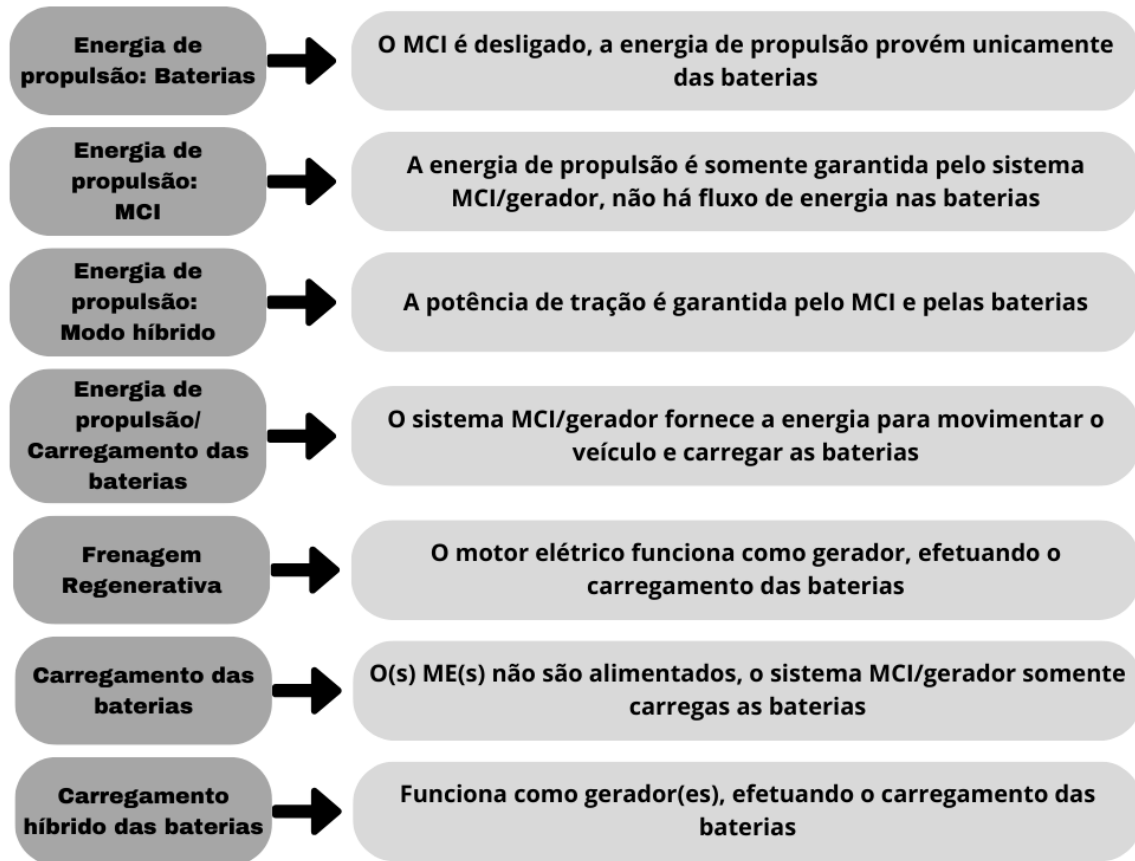 Energia de
propulsão: Baterias
O MCI é desligado, a energia de propulsão provém unicamente
das baterias
Energia de
propulsão:
MCI
A energia de propulsão é somente garantida pelo sistema
MCI/gerador, não há fluxo de energia nas baterias
Energia de
propulsão:
Modo híbrido
A potência de tração é garantida pelo MCI e pelas baterias
Energia de
propulsão/
Carregamento das
baterias
O sistema MCI/gerador fornece a energia para movimentar o
veículo e carregar as baterias
Frenagem
Regenerativa
O motor elétrico funciona como gerador, efetuando o
carregamento das baterias
Carregamento das
baterias
O(s) ME(s) não são alimentados, o sistema MCI/gerador somente
carregas as baterias
Carregamento
híbrido das baterias
Funciona como gerador(es), efetuando o carregamento das
baterias